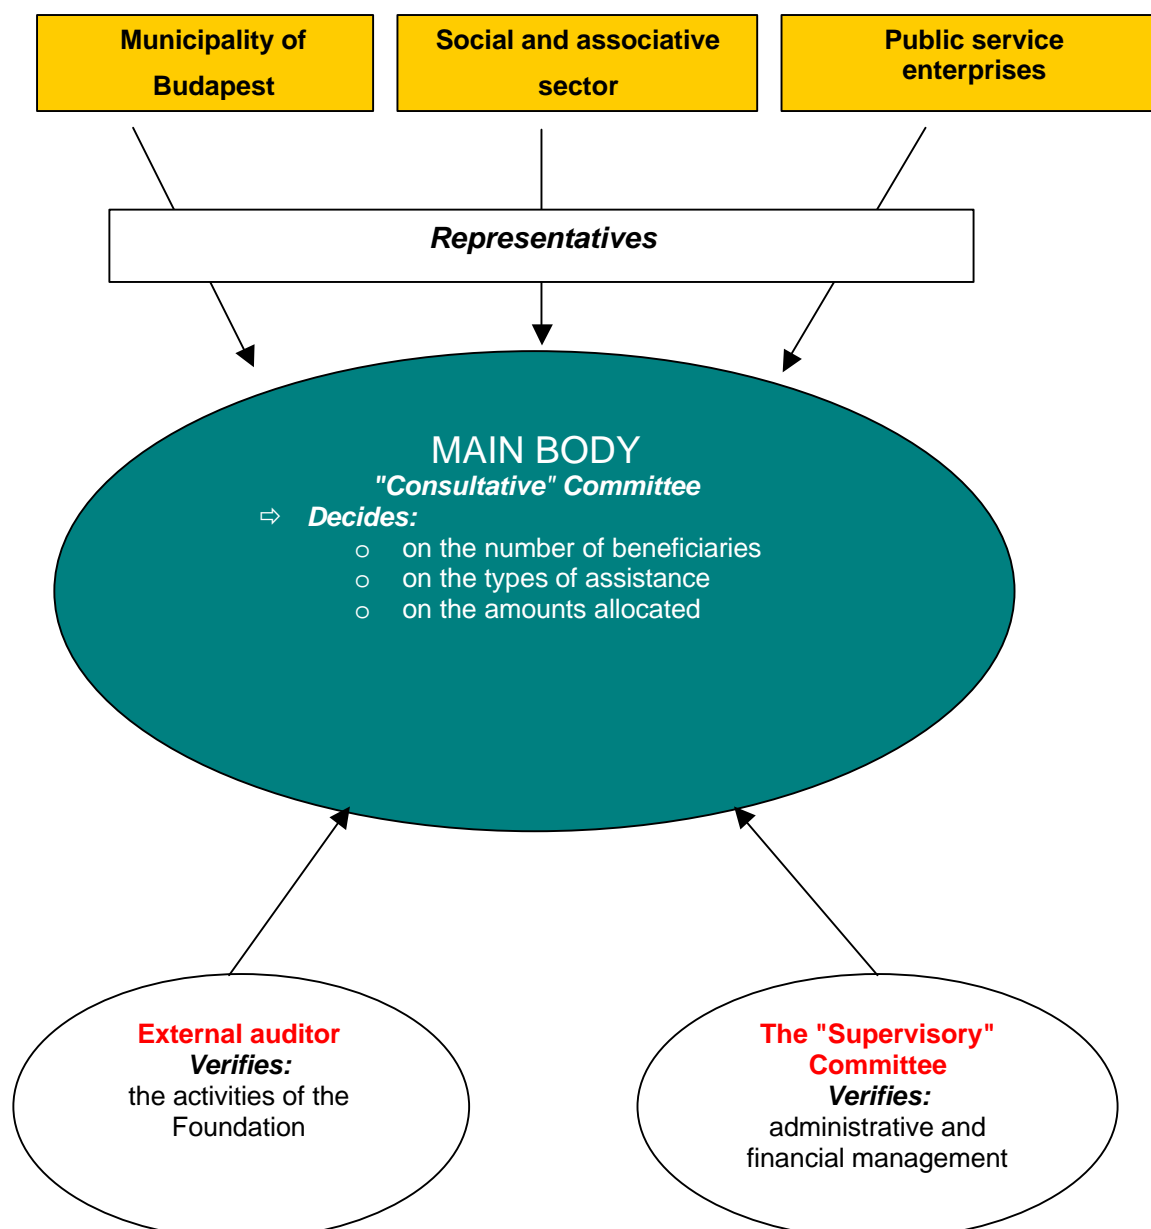 Municipality of
Budapest
Social and associative
sector
Public service
enterprises
Representatives
MAIN BODY
"Consultative" Committee
⇨ Decides:
o on the number of beneficiaries
o on the types of assistance
o on the amounts allocated
External auditor
Verifies:
the activities of the
Foundation
The "Supervisory"
Committee
Verifies:
administrative and
financial management